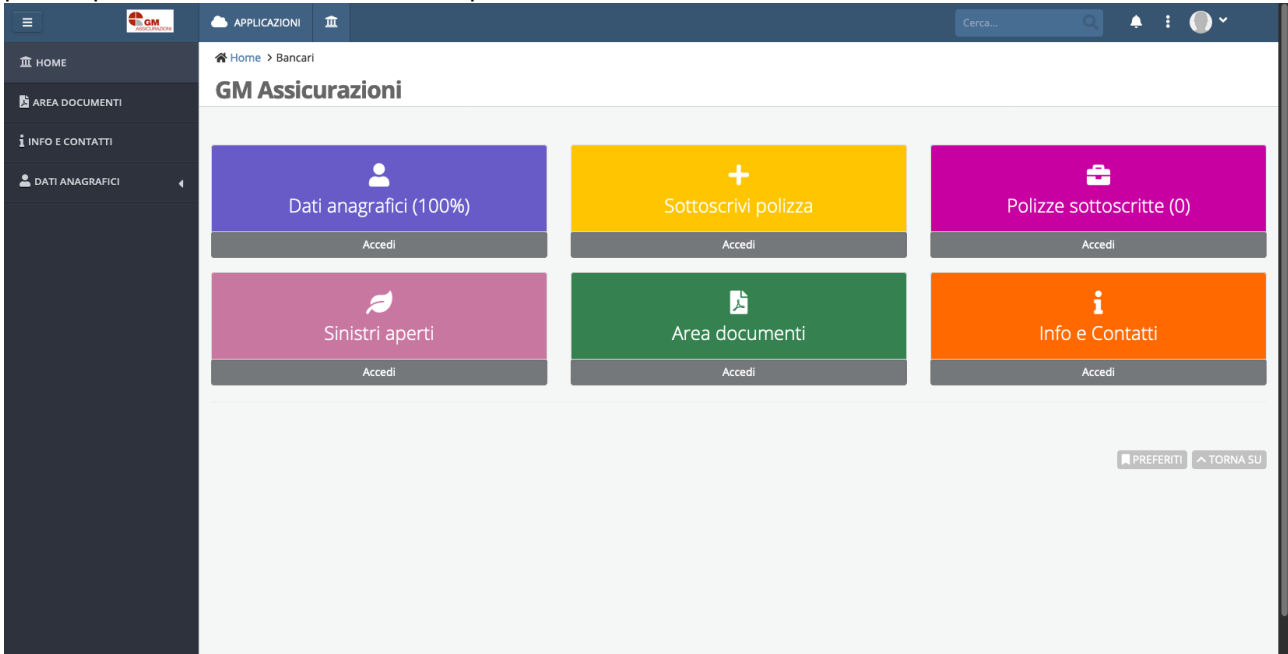 GM
ASSICURAZIONI
APPLICAZIONI
Cerca...
HOME
AREA DOCUMENTI
INFO E CONTATTI
DATI ANAGRAFICI
Home > Bancari
GM Assicurazioni
Dati anagrafici (100%)
Accedi
Sottoscrivi polizza
Accedi
Polizze sottoscritte (0)
Accedi
Sinistri aperti
Accedi
Area documenti
Accedi
Info e Contatti
Accedi
PREFERITI
TORNA SU